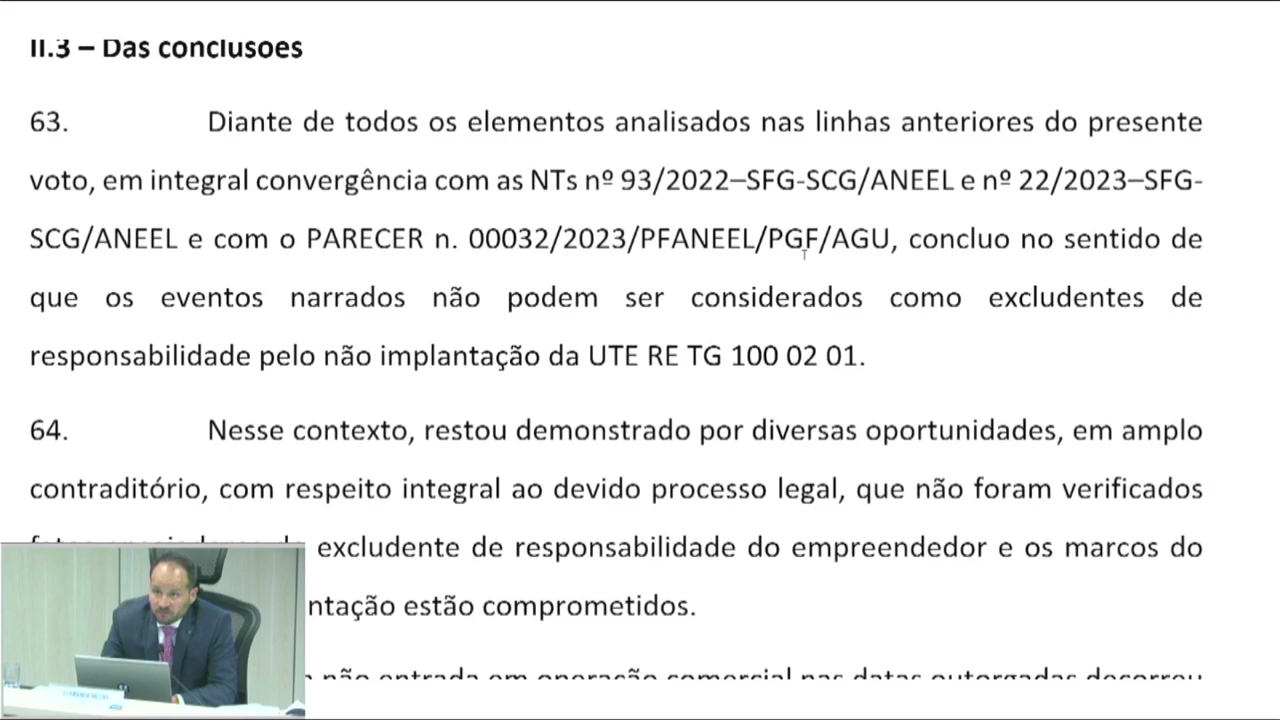 II.3 – Das conclusões
63. Diante de todos os elementos analisados nas linhas anteriores do presente
voto, em integral convergência com as NTs nº 93/2022–SFG-SCG/ANEEL e nº 22/2023–SFG-
SCG/ANEEL e com o PARECER n. 00032/2023/PFANEEL/PGF/AGU, concluo no sentido de
que os eventos narrados não podem ser considerados como excludentes de
responsabilidade pelo não implantação da UTE RE TG 100 02 01.
64. Nesse contexto, restou demonstrado por diversas oportunidades, em amplo
contraditório, com respeito integral ao devido processo legal, que não foram verificados
excludente de responsabilidade do empreendedor e os marcos do
ntação estão comprometidos.
não entrada em operação comercial nas datas outorgadas decorreu